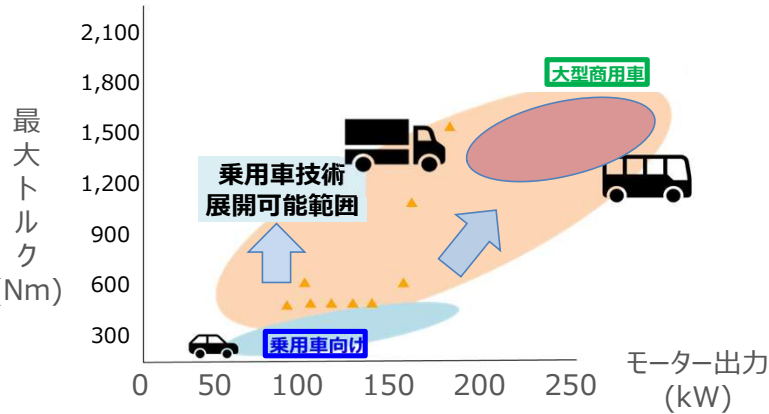 2,100
1,800
1,500
1,200
900
600
300
最
大
ト
ル
ク
(Nm)
大型商用車
乗用車技術
展開可能範囲
乗用車向け
0 50 100 150 200 250
モーター出力
(kW)